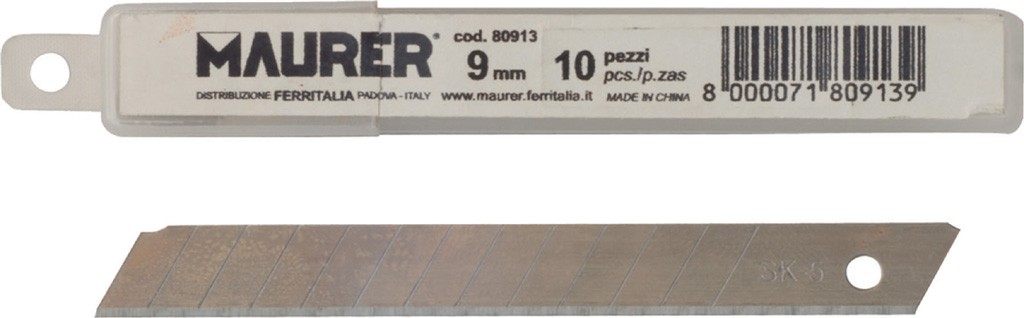 MAURER®
cod. 80913
9 mm
10 pezzi
pcs./p.zas
DISTRIBUZIONE FERRITALIA PADOVA - ITALY www.maurer.ferritalia.it MADE IN CHINA
8 000071 809139
SK-5